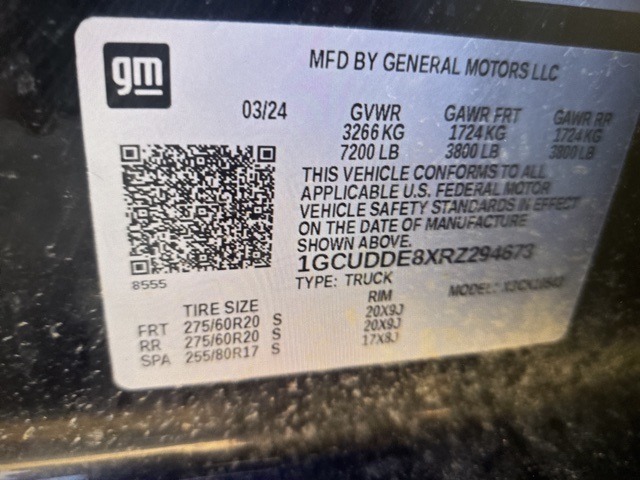 gm
MFD BY GENERAL MOTORS LLC
03/24 GVWR GAWR FRT GAWR RR
3266 KG 1724 KG 1724 KG
7200 LB 3800 LB 3800 LB
THIS VEHICLE CONFORMS TO ALL
APPLICABLE U.S. FEDERAL MOTOR
VEHICLE SAFETY STANDARDS IN EFFECT
ON THE DATE OF MANUFACTURE
SHOWN ABOVE.
1GCUDDE8XRZ294673
8555
TYPE: TRUCK MODEL:
TIRE SIZE RIM
FRT 275/60R20 S 20X9J
RR 275/60R20 S 20X9J
SPA 255/80R17 S 17X8J